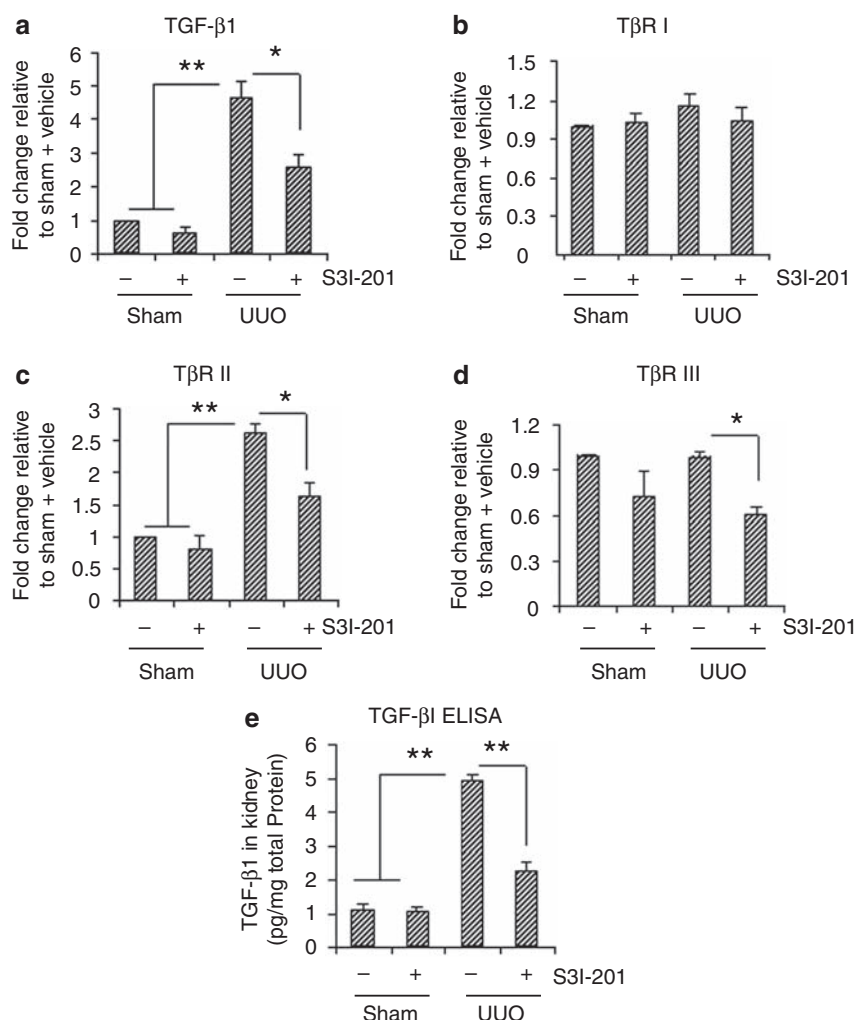 a
TGF-β1
Fold change relative
to sham + vehicle
6
5
4
3
2
1
0
**
*
– + – + S3I-201
Sham UUO
b
TβR I
Fold change relative
to sham + vehicle
1.5
1.2
0.9
0.6
0.3
0
– + – + S3I-201
Sham UUO
c
TβR II
Fold change relative
to sham + vehicle
3
2.5
2
1.5
1
0.5
0
**
*
– + – + S3I-201
Sham UUO
d
TβR III
Fold change relative
to sham + vehicle
1.2
0.9
0.6
0.3
0
*
– + – + S3I-201
Sham UUO
e
TGF-βI ELISA
TGF-β1 in kidney
(pg/mg total Protein)
6
5
4
3
2
1
0
**
**
– + – + S3I-201
Sham UUO